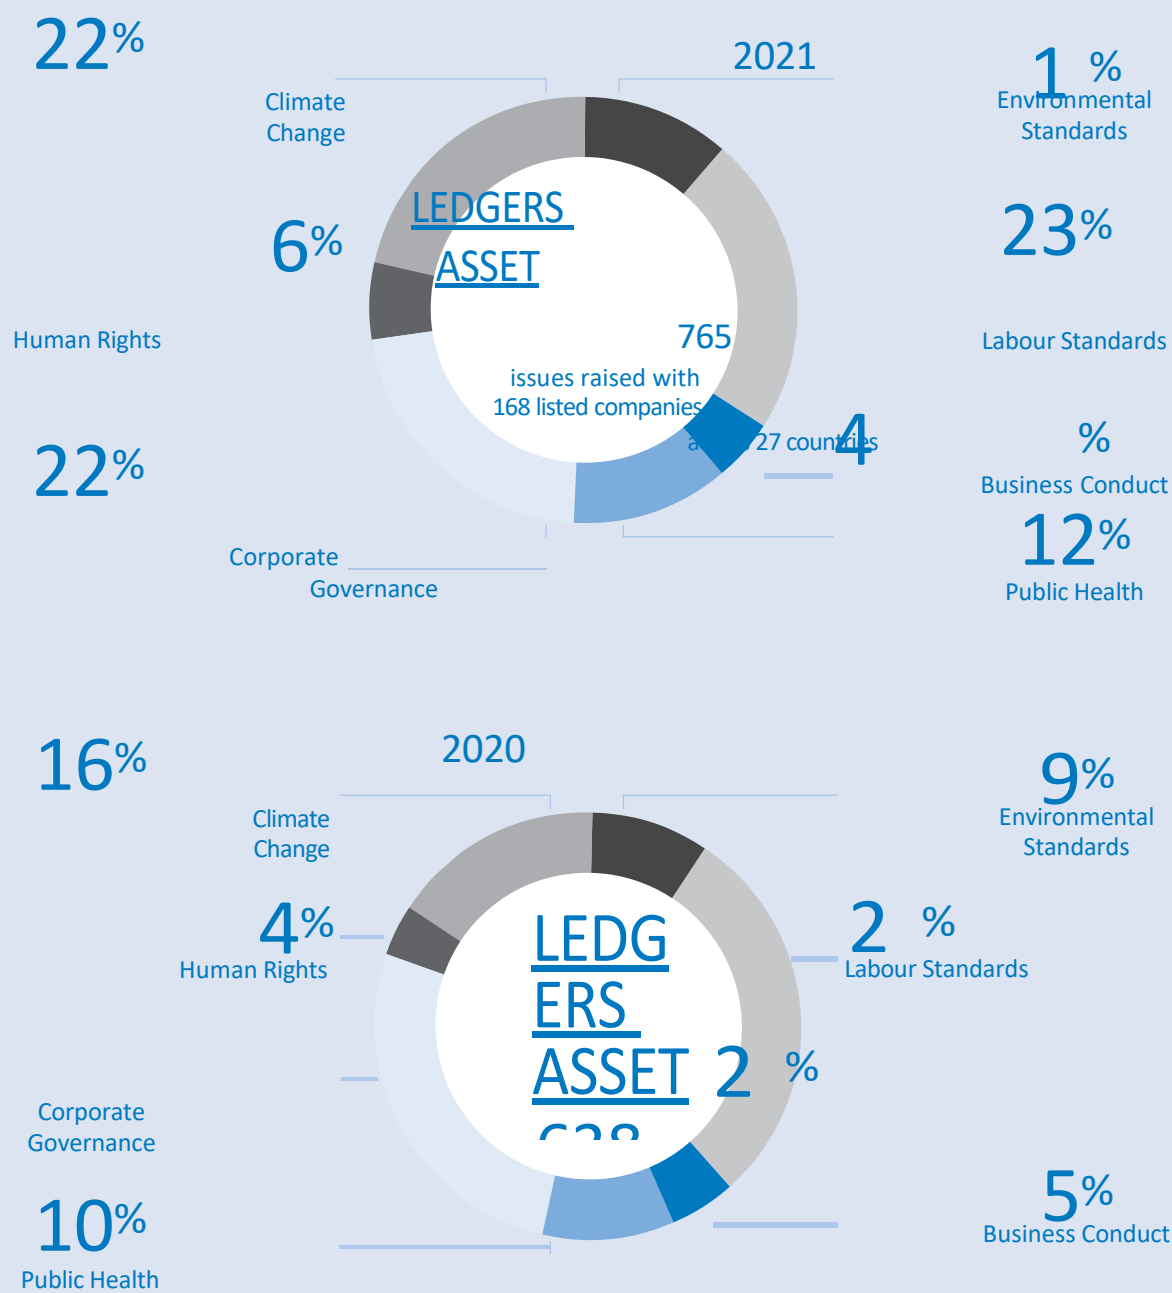 22%
2021
1 %
Climate
Change
Environmental
Standards
LEDGERS
ASSET
6%
23%
Human Rights
765
Labour Standards
issues raised with
168 listed companies
27 countries
4 %
22%
Business Conduct
12%
Corporate
Governance
Public Health
16%
2020
9%
Climate
Change
Environmental
Standards
4%
Human Rights
LEDG
ERS
ASSET
2 %
Labour Standards
2 %
Corporate
Governance
10%
Public Health
5%
Business Conduct